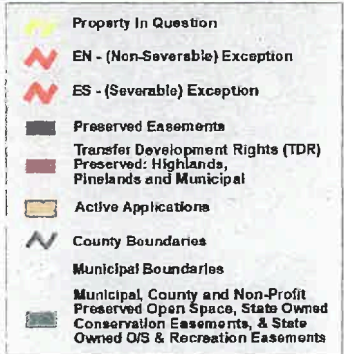 Property In Question
EN - (Non-Severable) Exception
ES - (Severable) Exception
Preserved Easements
Transfer Development Rights (TDR)
Preserved: Highlands,
Pinelands and Municipal
Active Applications
County Boundaries
Municipal Boundaries
Municipal, County and Non-Profit
Preserved Open Space, State Owned
Conservation Easements, & State
Owned O/S & Recreation Easements